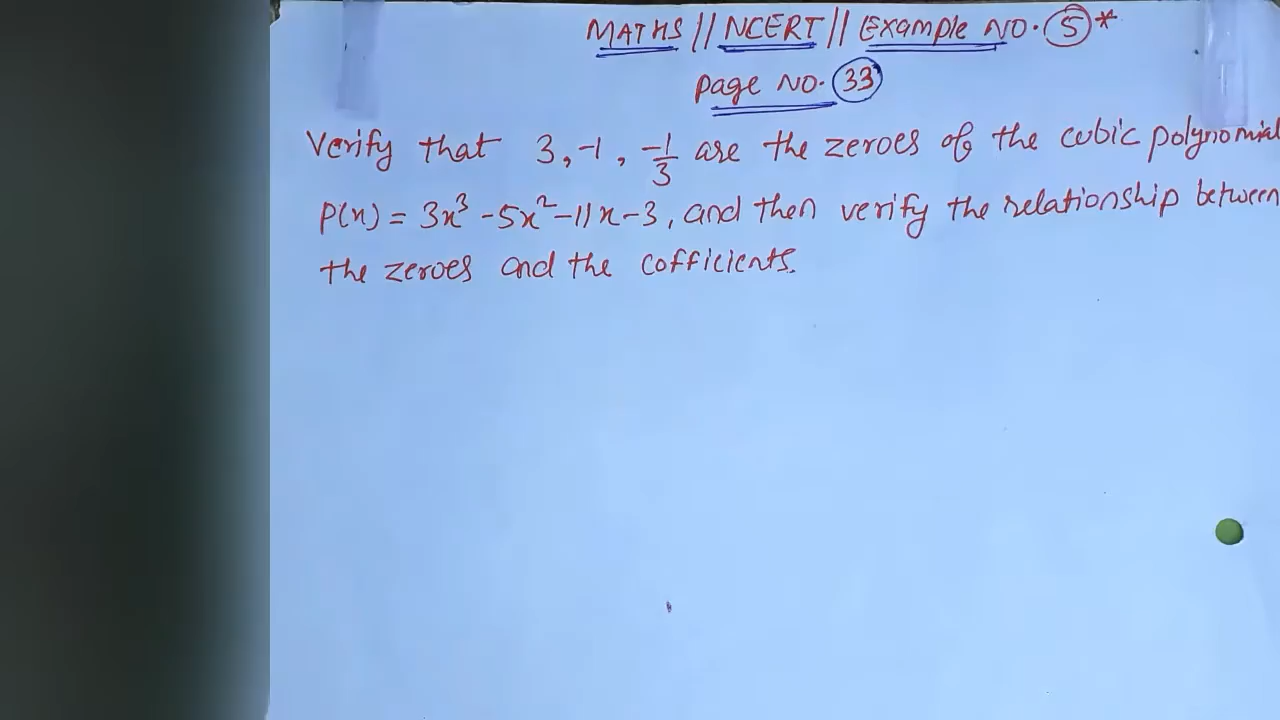 MATHS // NCERT // Example NO. 5 *
Page NO. 33
Verify that 3, -1, -1/3 are the zeroes of the cubic polynomial
P(x) = 3x³ -5x² -11x -3, and then verify the relationship between
the zeroes and the cofficients.